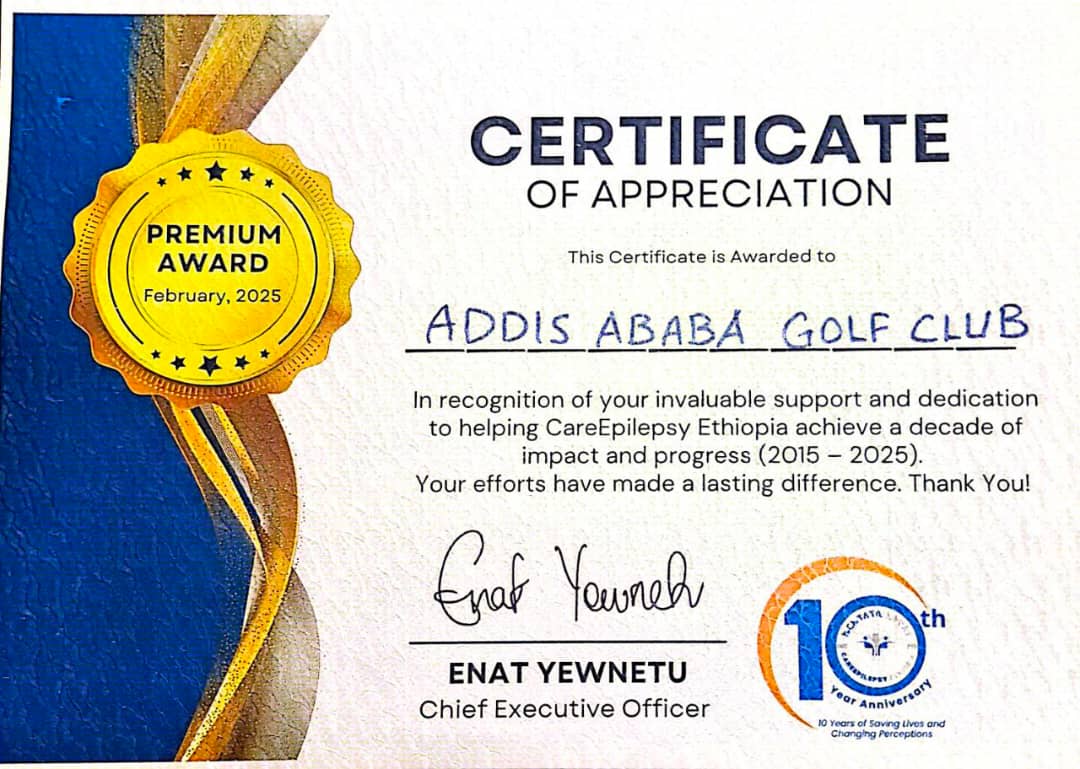 CERTIFICATE
OF APPRECIATION
This Certificate is Awarded to
ADDIS ABABA GOLF CLUB
In recognition of your invaluable support and dedication
to helping CareEpilepsy Ethiopia achieve a decade of
impact and progress (2015 – 2025).
Your efforts have made a lasting difference. Thank You!
Enat Yewneh
ENAT YEWNETU
Chief Executive Officer
PREMIUM
AWARD
February, 2025
10th
CAREEPILEPSY
Year Anniversary
10 Years of Saving Lives and
Changing Perceptions